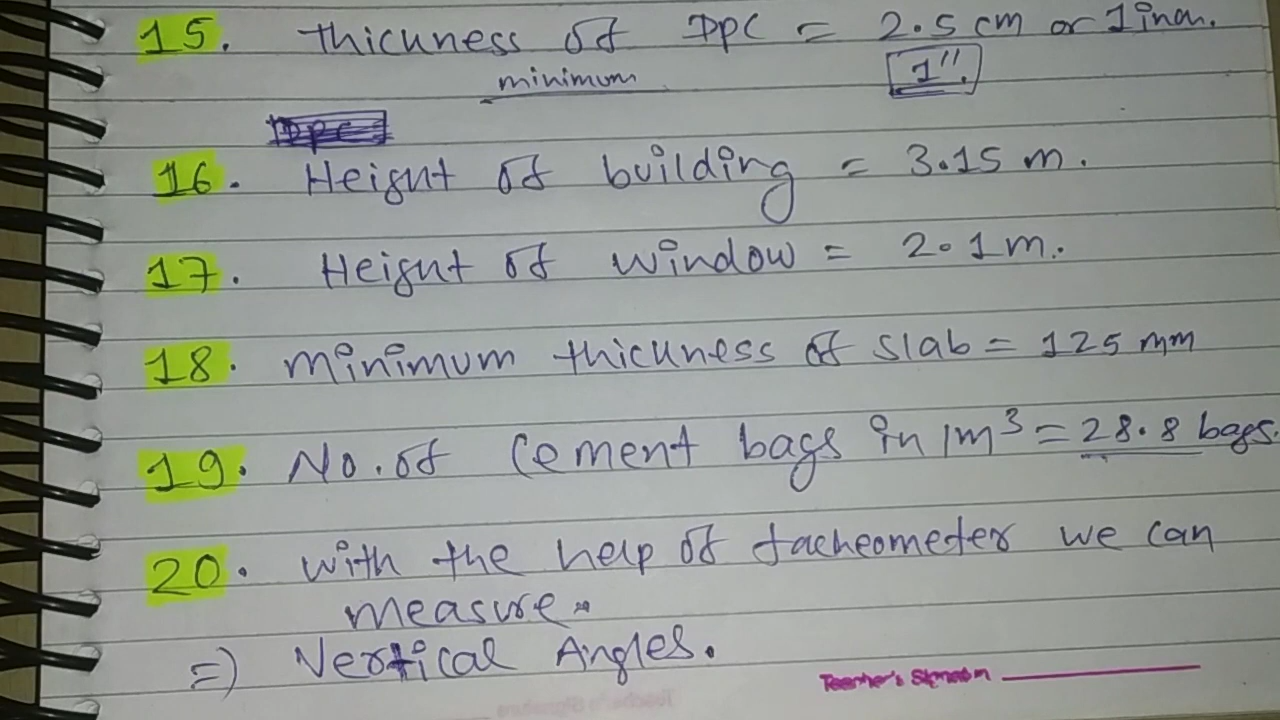 15. thickness of Dpc = 2.5 cm or 1 inch.
minimum 1".
16. Height of building = 3.15 m.
17. Height of window = 2.1 m.
18. minimum thickness of slab = 125 mm
19. No. of cement bags in 1m³ = 28.8 bags.
20. with the help of tacheometer we can
measure
=) Vertical Angles.
Teacher's